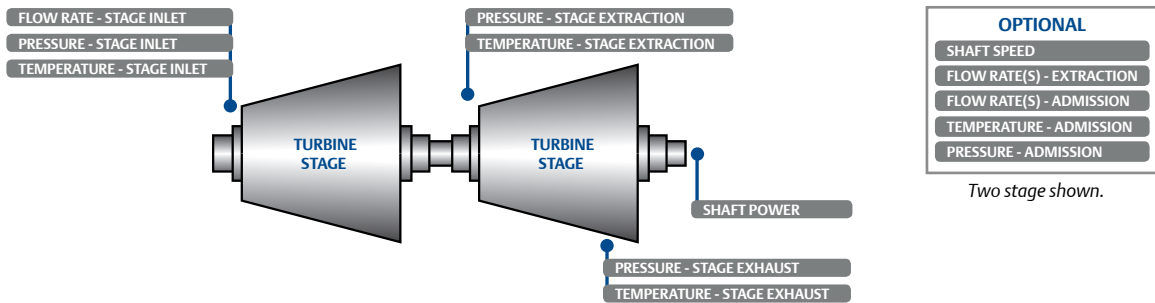 FLOW RATE - STAGE INLET
PRESSURE - STAGE INLET
TEMPERATURE - STAGE INLET
PRESSURE - STAGE EXTRACTION
TEMPERATURE - STAGE EXTRACTION
TURBINE
STAGE
TURBINE
STAGE
SHAFT POWER
PRESSURE - STAGE EXHAUST
TEMPERATURE - STAGE EXHAUST
OPTIONAL
SHAFT SPEED
FLOW RATE(S) - EXTRACTION
FLOW RATE(S) - ADMISSION
TEMPERATURE - ADMISSION
PRESSURE - ADMISSION
Two stage shown.